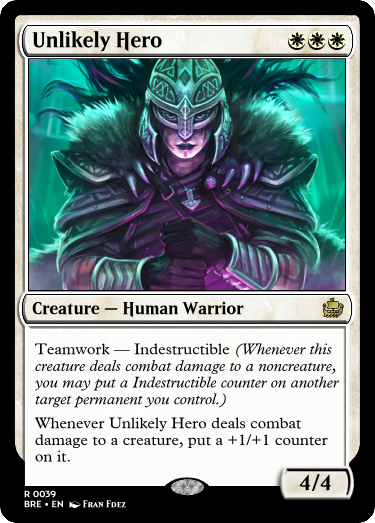 Unlikely Hero
Creature — Human Warrior
Teamwork — Indestructible (Whenever this
creature deals combat damage to a noncreature,
you may put a Indestructible counter on another
target permanent you control.)
Whenever Unlikely Hero deals combat
damage to a creature, put a +1/+1 counter
on it.
4/4
R 0039
BRE • EN Fran Fdez